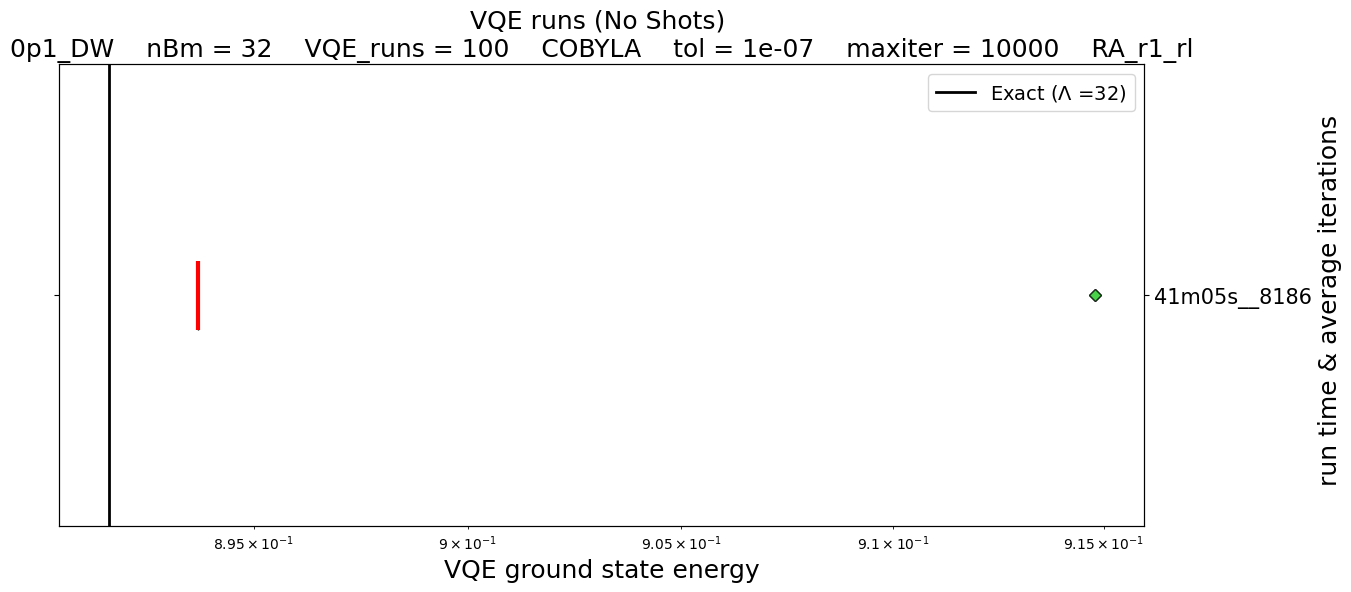 VQE runs (No Shots)
0p1_DW nBm = 32 VQE_runs = 100 COBYLA tol = 1e-07 maxiter = 10000 RA_r1_rl
Exact (Λ =32)
41m05s__8186
run time & average iterations
8.95 × 10⁻¹ 9 × 10⁻¹ 9.05 × 10⁻¹ 9.1 × 10⁻¹ 9.15 × 10⁻¹
VQE ground state energy